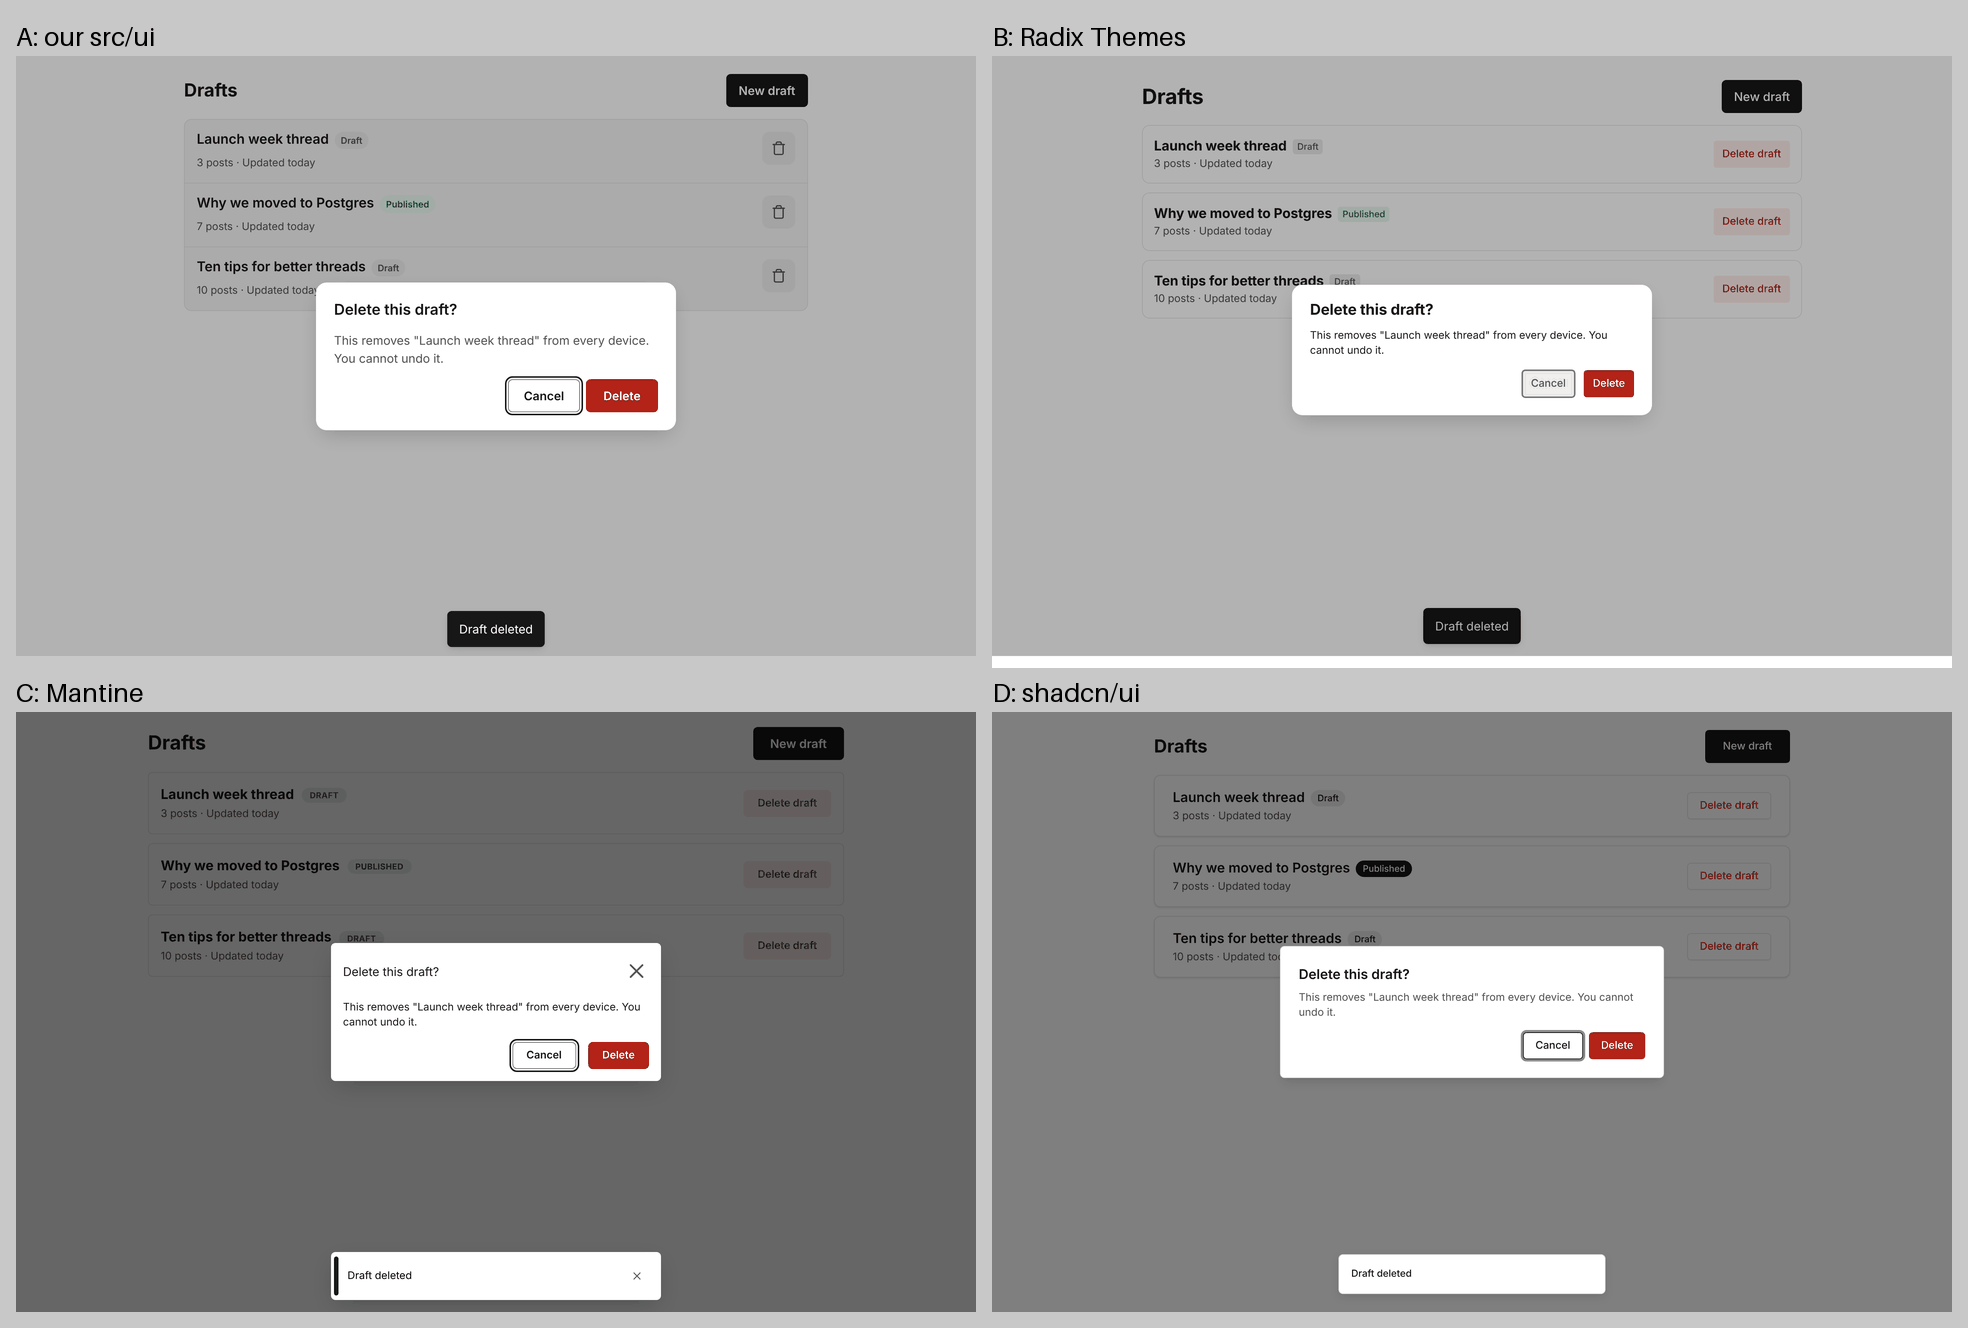 A: our src/ui
Drafts
New draft
Launch week thread Draft
3 posts · Updated today
Why we moved to Postgres Published
7 posts · Updated today
Ten tips for better threads Draft
10 posts · Updated today
Delete this draft?
This removes "Launch week thread" from every device.
You cannot undo it.
Cancel Delete
Draft deleted
B: Radix Themes
Drafts
New draft
Launch week thread Draft
3 posts · Updated today
Delete draft
Why we moved to Postgres Published
7 posts · Updated today
Delete draft
Ten tips for better threads Draft
10 posts · Updated today
Delete draft
Delete this draft?
This removes "Launch week thread" from every device. You
cannot undo it.
Cancel Delete
Draft deleted
C: Mantine
Drafts
New draft
Launch week thread DRAFT
3 posts · Updated today
Delete draft
Why we moved to Postgres PUBLISHED
7 posts · Updated today
Delete draft
Ten tips for better threads DRAFT
10 posts · Updated today
Delete draft
Delete this draft?
This removes "Launch week thread" from every device. You
cannot undo it.
Cancel Delete
Draft deleted
D: shadcn/ui
Drafts
New draft
Launch week thread Draft
3 posts · Updated today
Delete draft
Why we moved to Postgres Published
7 posts · Updated today
Delete draft
Ten tips for better threads Draft
10 posts · Updated
Delete draft
Delete this draft?
This removes "Launch week thread" from every device. You cannot
undo it.
Cancel Delete
Draft deleted